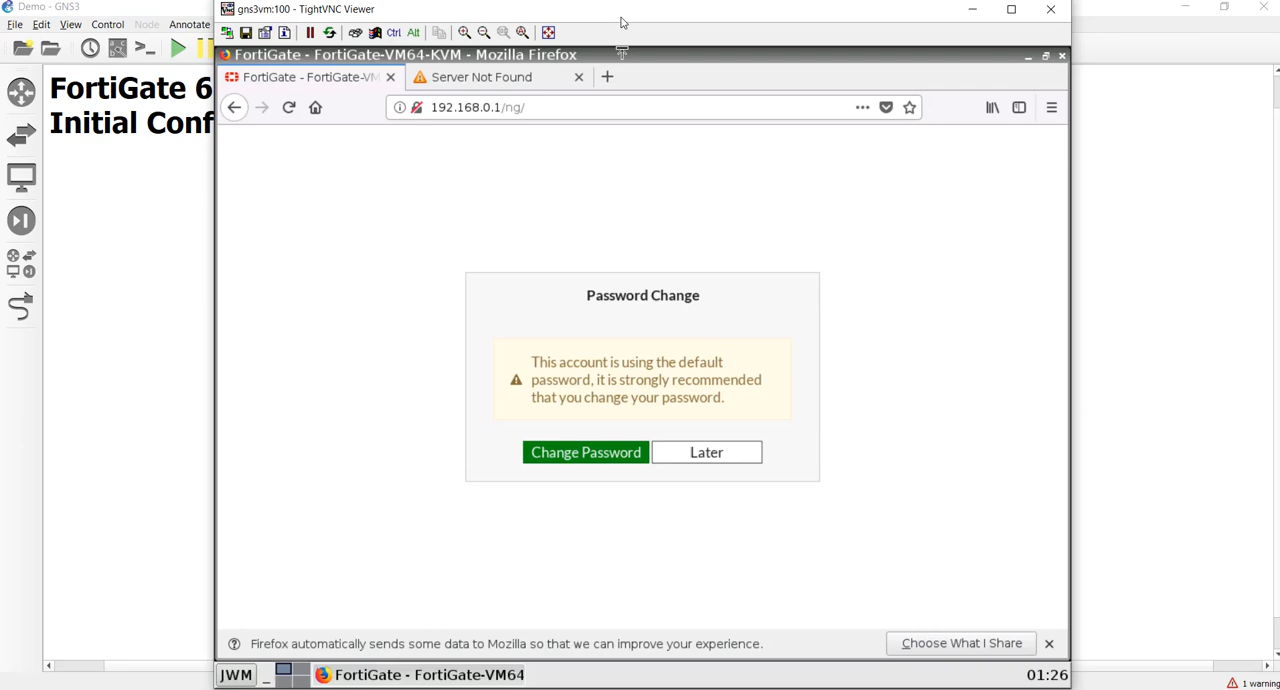 Demo - GNS3
File Edit View Control Node Annotate
FortiGate 6
Initial Conf
gns3vm:100 - TightVNC Viewer
Ctrl Alt
FortiGate - FortiGate-VM64-KVM - Mozilla Firefox
FortiGate - FortiGate-VM
Server Not Found
192.168.0.1/ng/
Password Change
This account is using the default
password, it is strongly recommended
that you change your password.
Change Password
Later
Firefox automatically sends some data to Mozilla so that we can improve your experience.
Choose What I Share
JWM
FortiGate - FortiGate-VM64
01:26
1 warning